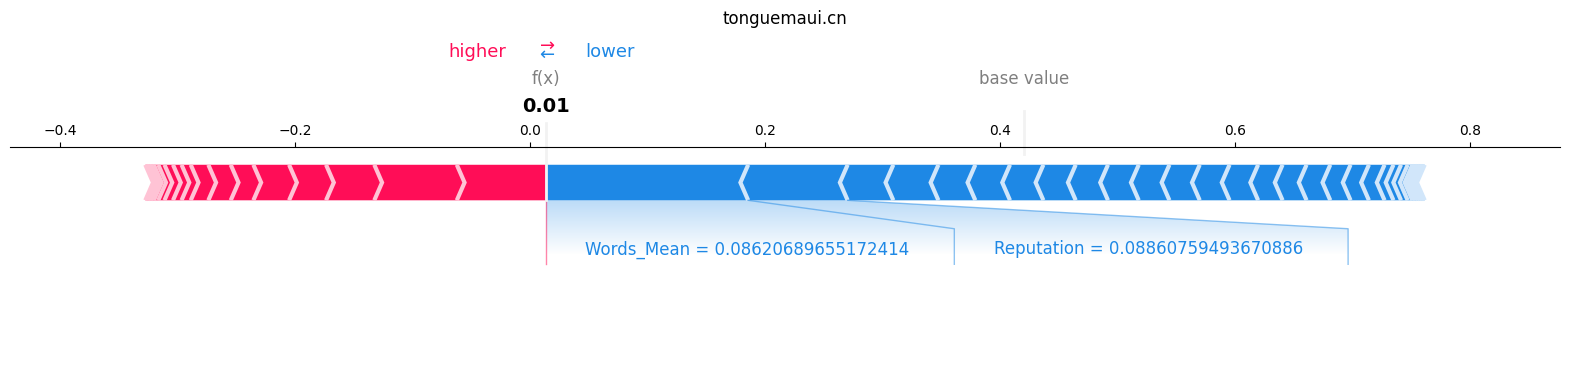 tonguemaui.cn
higher ⇄ lower
f(x) base value
0.01
−0.4 −0.2 0.0 0.2 0.4 0.6 0.8
Words_Mean = 0.08620689655172414 Reputation = 0.08860759493670886